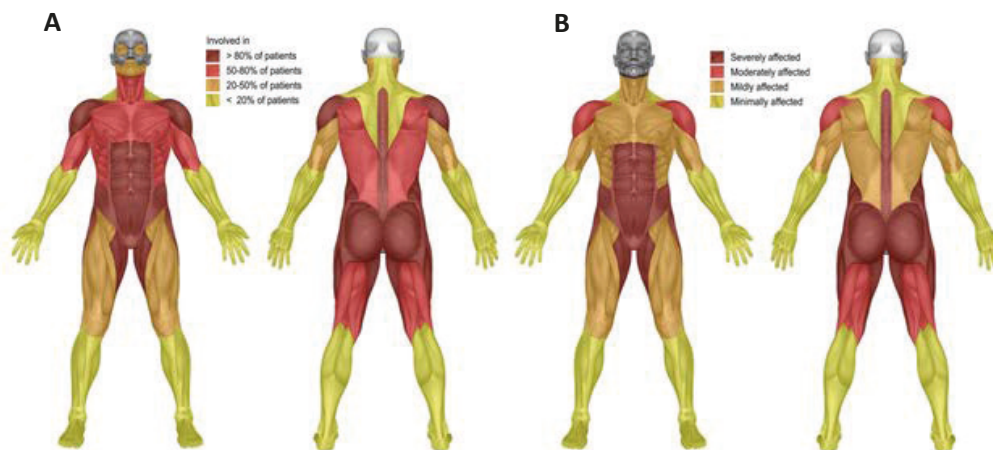 A
Involved in
> 80% of patients
50-80% of patients
20-50% of patients
< 20% of patients
B
Severely affected
Moderately affected
Mildly affected
Minimally affected